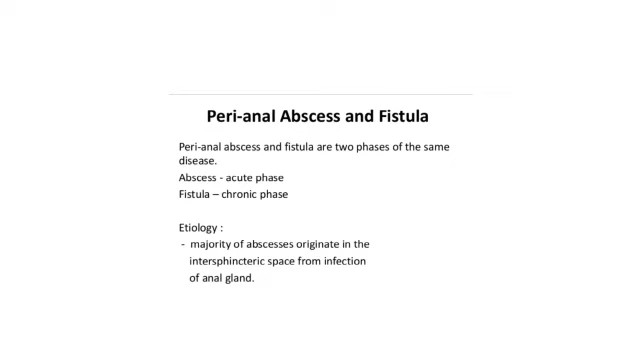 Peri-anal Abscess and Fistula
Peri-anal abscess and fistula are two phases of the same
disease.
Abscess - acute phase
Fistula – chronic phase
Etiology :
- majority of abscesses originate in the
intersphincteric space from infection
of anal gland.